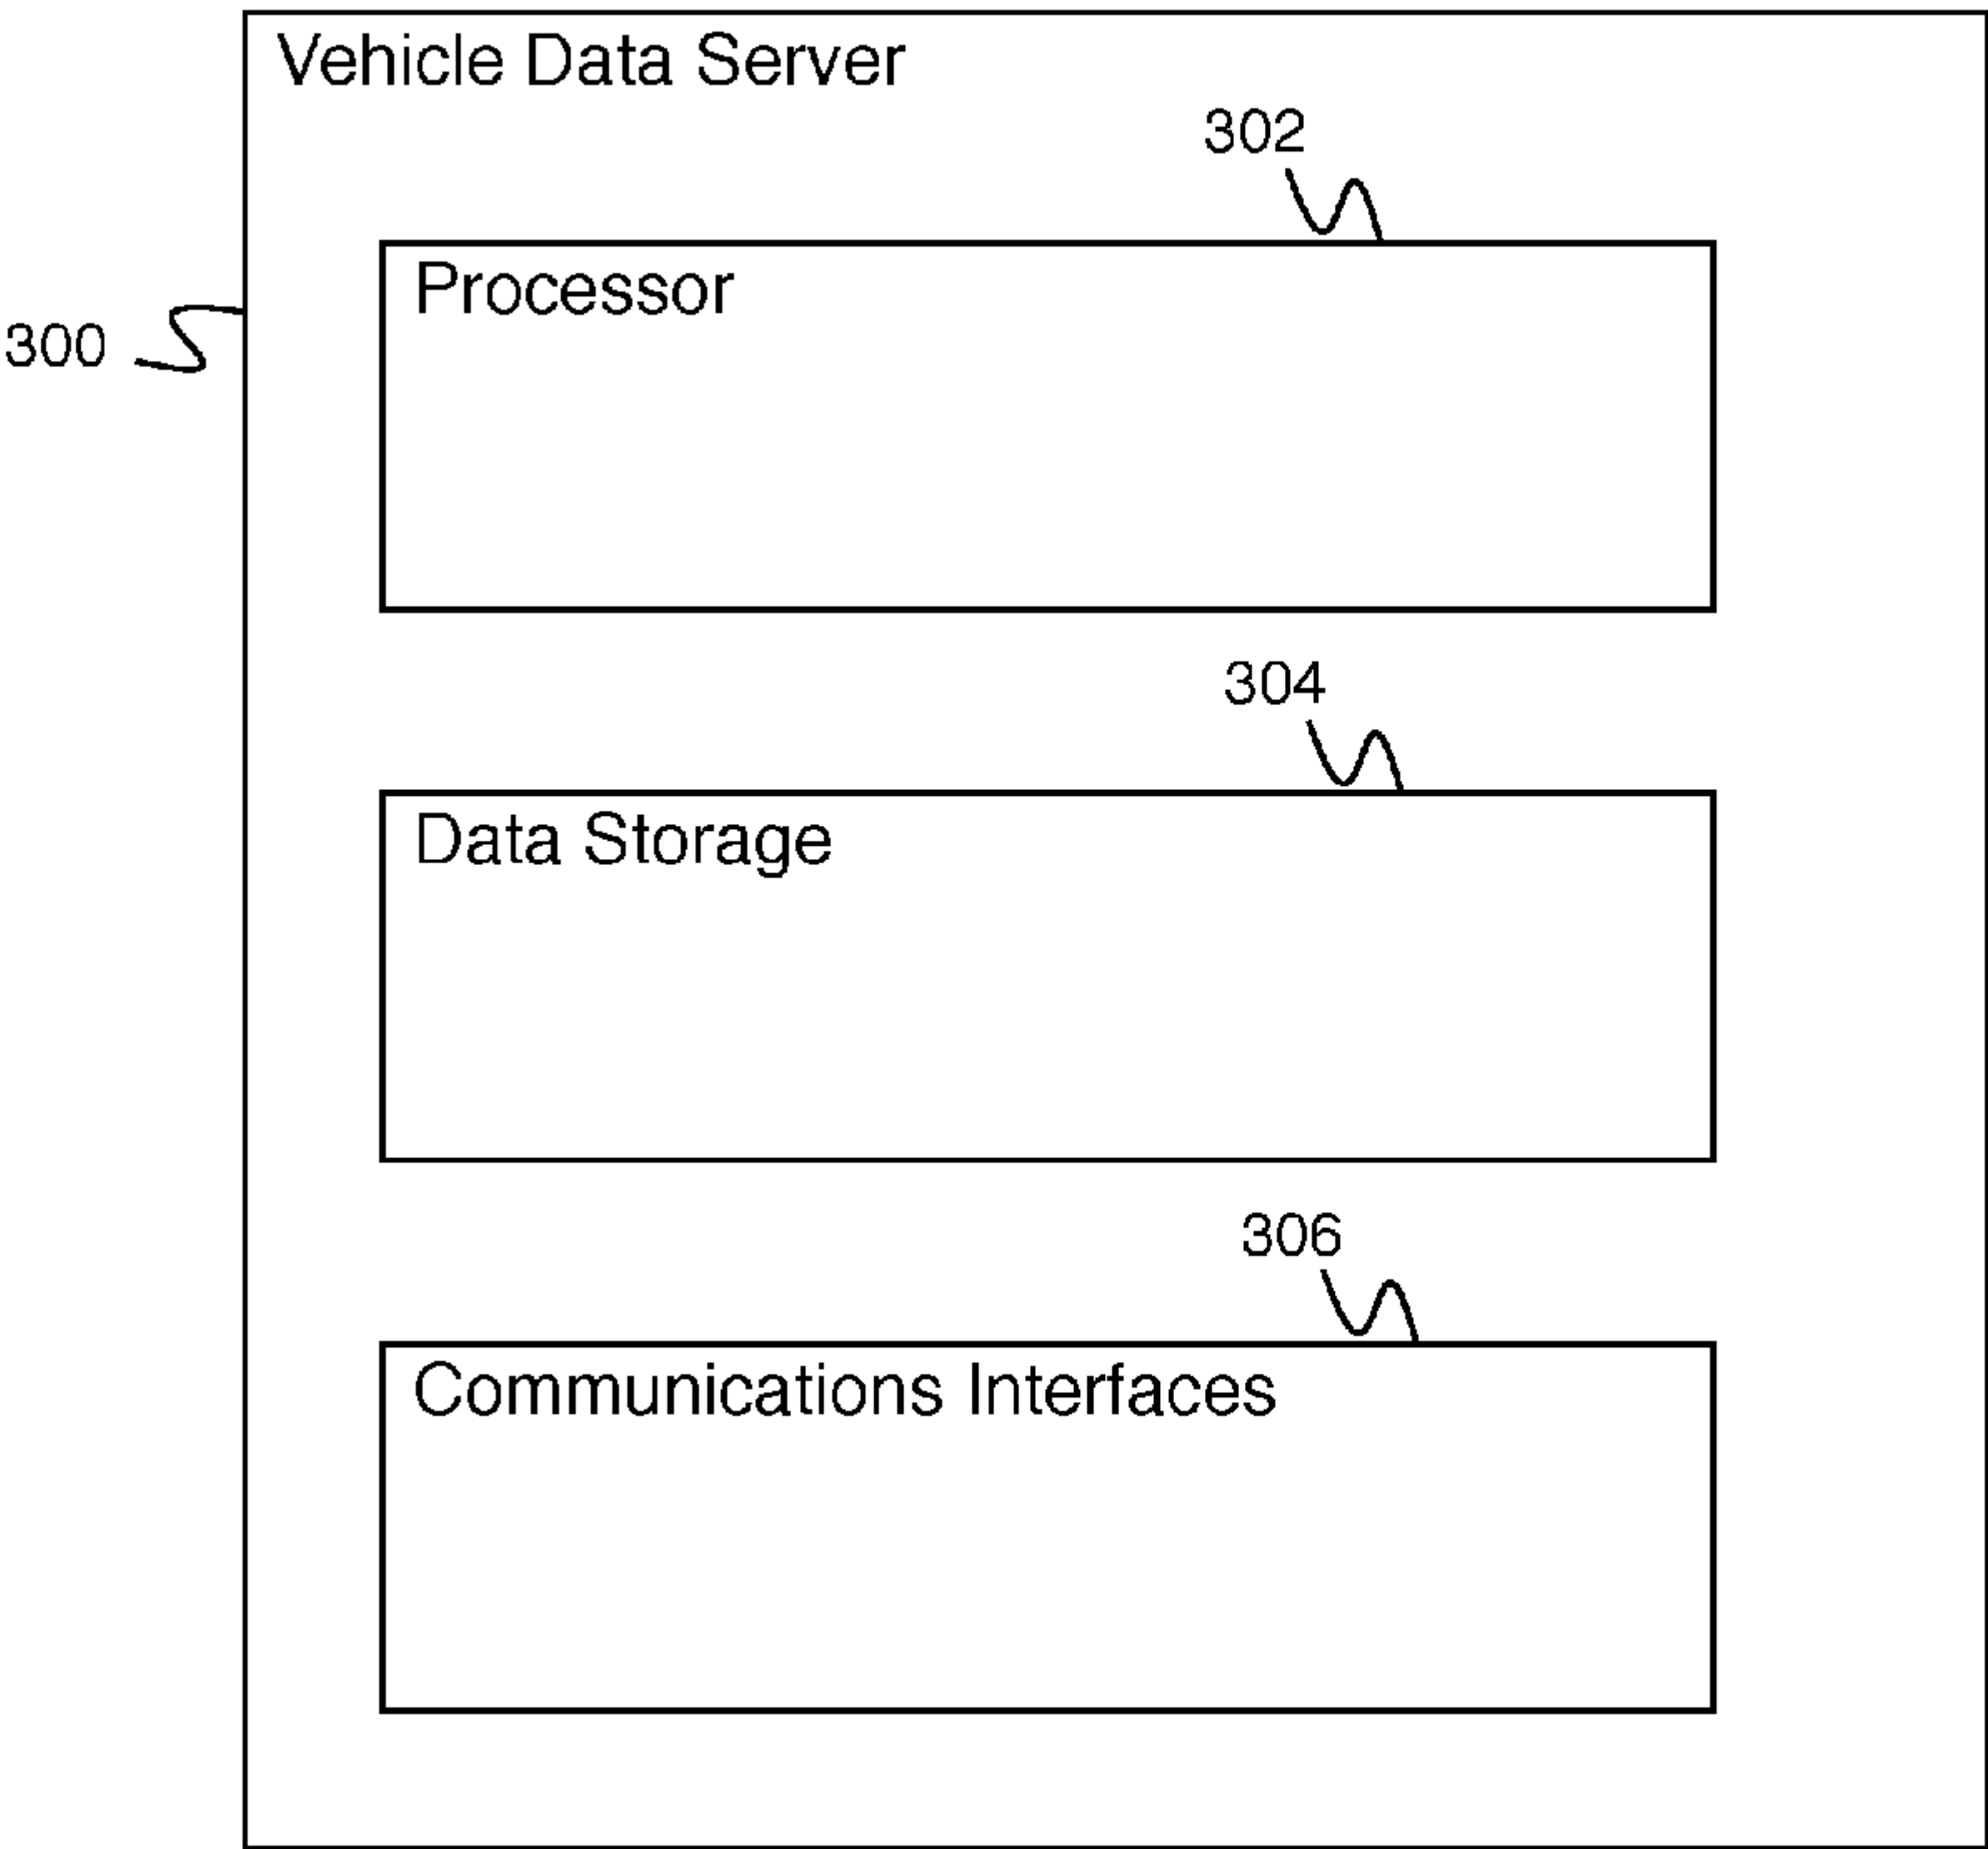 Vehicle Data Server
302
Processor
300
304
Data Storage
306
Communications Interfaces